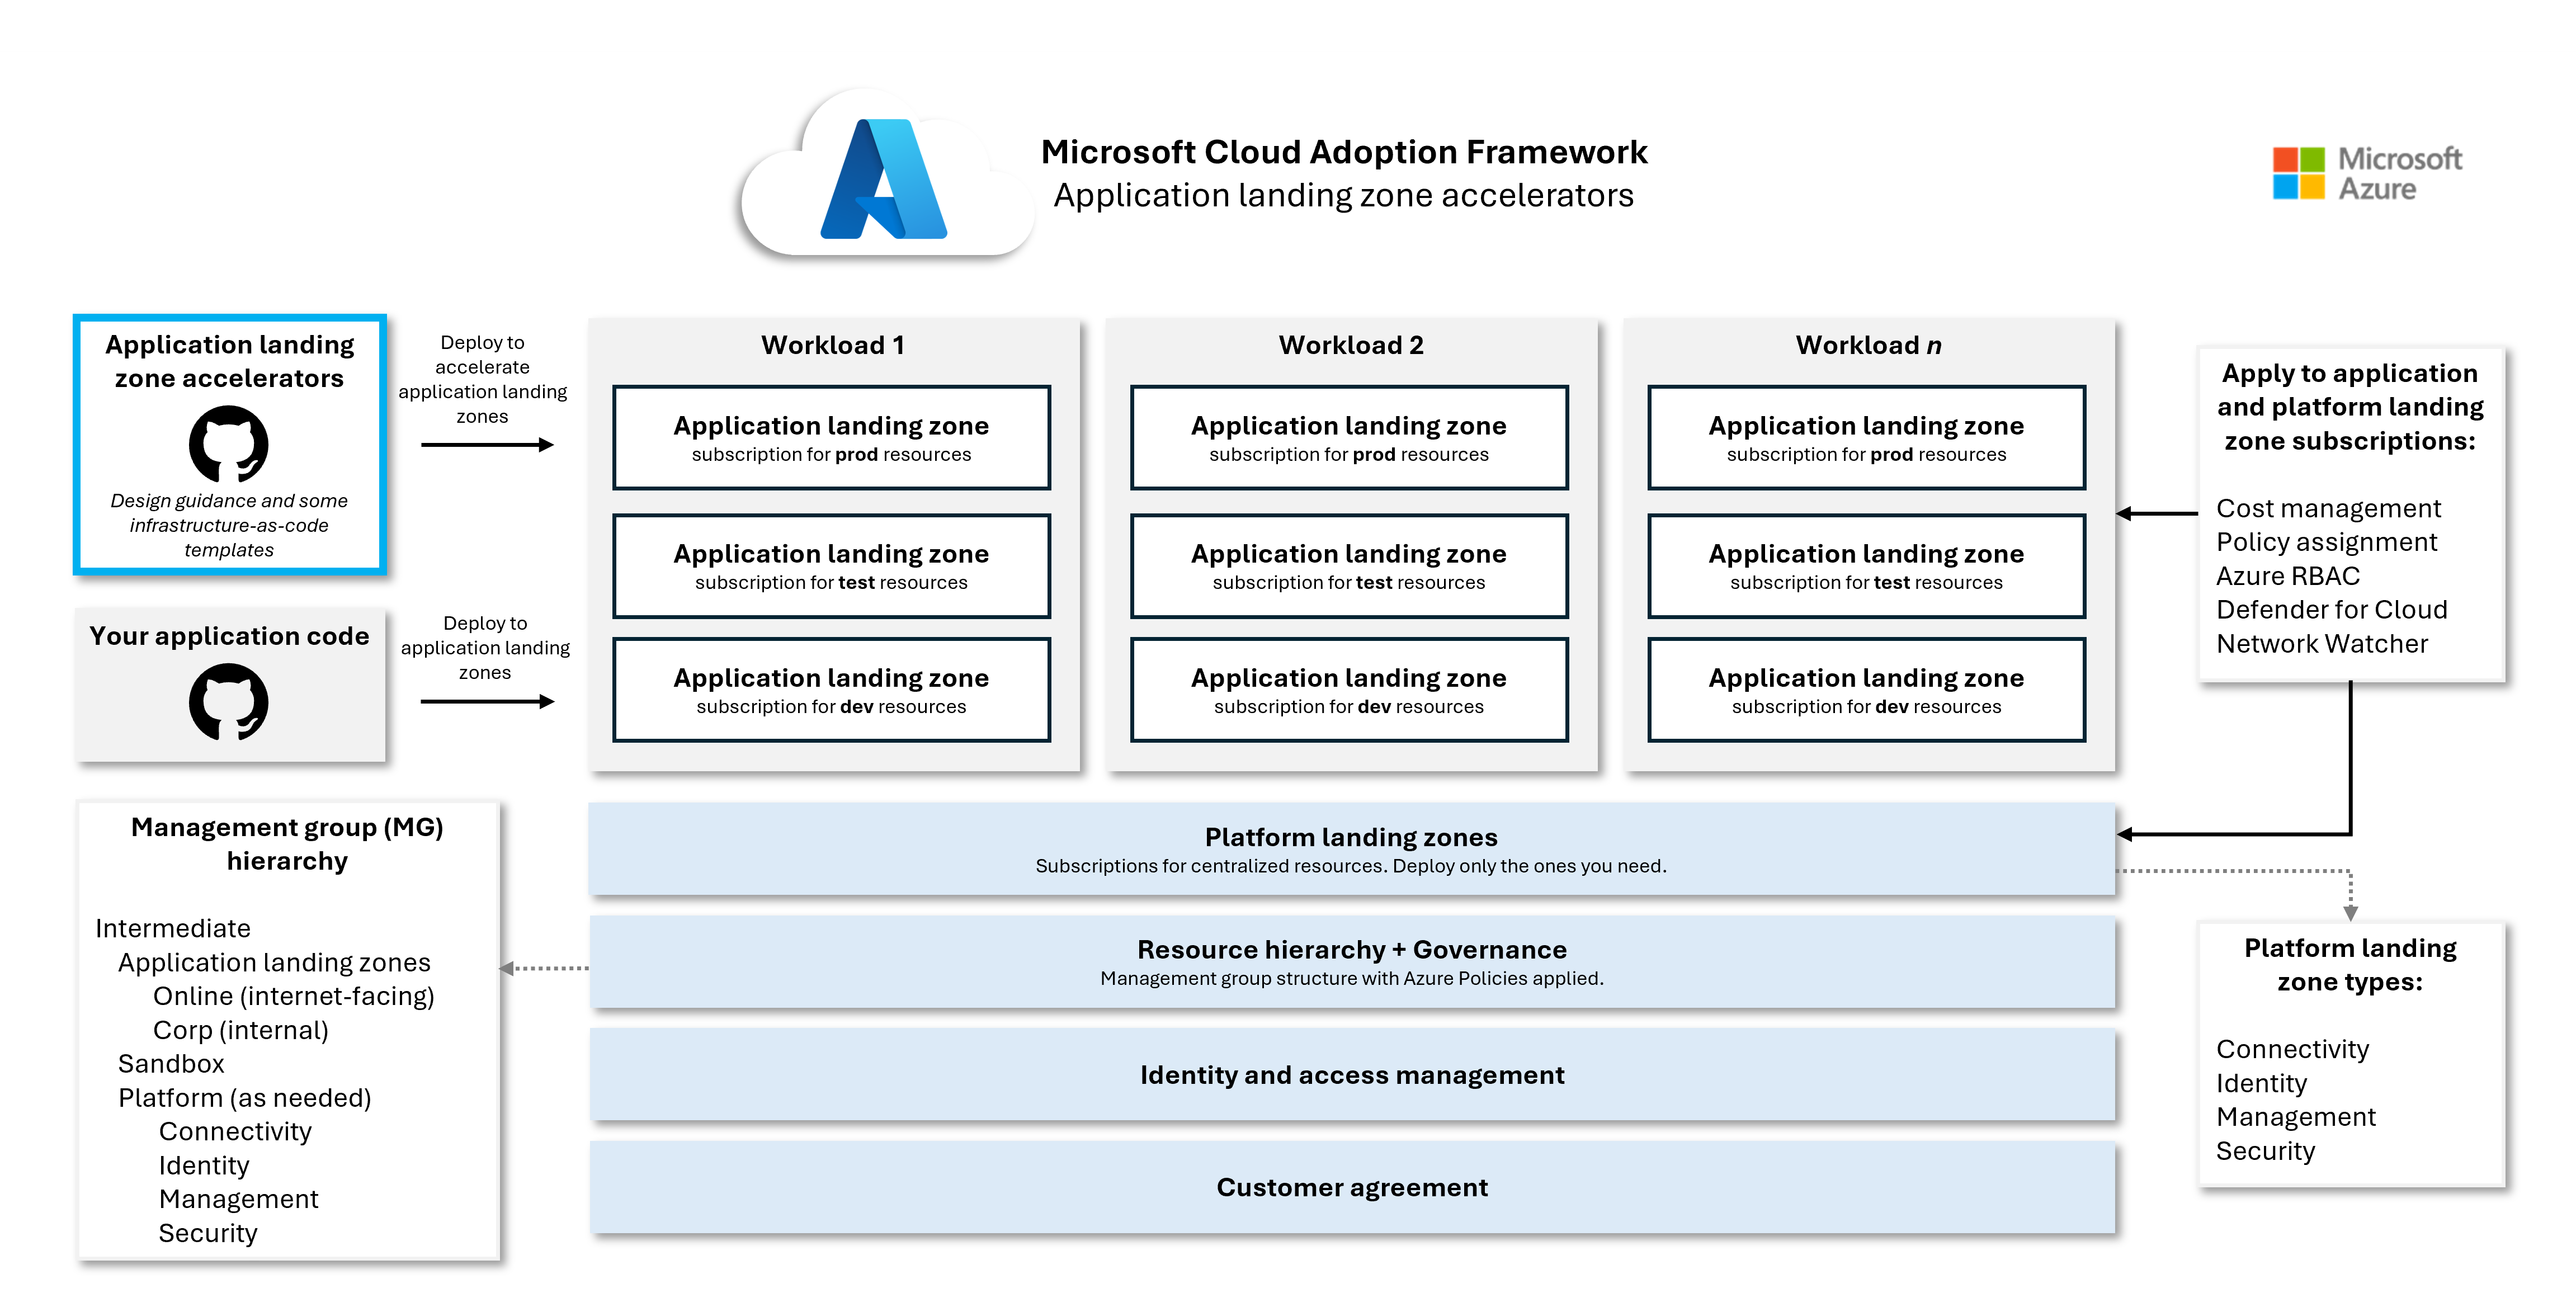 Microsoft Cloud Adoption Framework
Application landing zone accelerators
Microsoft
Azure
Application landing
zone accelerators
Design guidance and some
infrastructure-as-code
templates
Deploy to
accelerate
application landing
zones
Your application code
Deploy to
application landing
zones
Workload 1
Application landing zone
subscription for prod resources
Application landing zone
subscription for test resources
Application landing zone
subscription for dev resources
Workload 2
Application landing zone
subscription for prod resources
Application landing zone
subscription for test resources
Application landing zone
subscription for dev resources
Workload n
Application landing zone
subscription for prod resources
Application landing zone
subscription for test resources
Application landing zone
subscription for dev resources
Apply to application
and platform landing
zone subscriptions:
Cost management
Policy assignment
Azure RBAC
Defender for Cloud
Network Watcher
Management group (MG)
hierarchy
Intermediate
Application landing zones
Online (internet-facing)
Corp (internal)
Sandbox
Platform (as needed)
Connectivity
Identity
Management
Security
Platform landing zones
Subscriptions for centralized resources. Deploy only the ones you need.
Resource hierarchy + Governance
Management group structure with Azure Policies applied.
Identity and access management
Customer agreement
Platform landing
zone types:
Connectivity
Identity
Management
Security